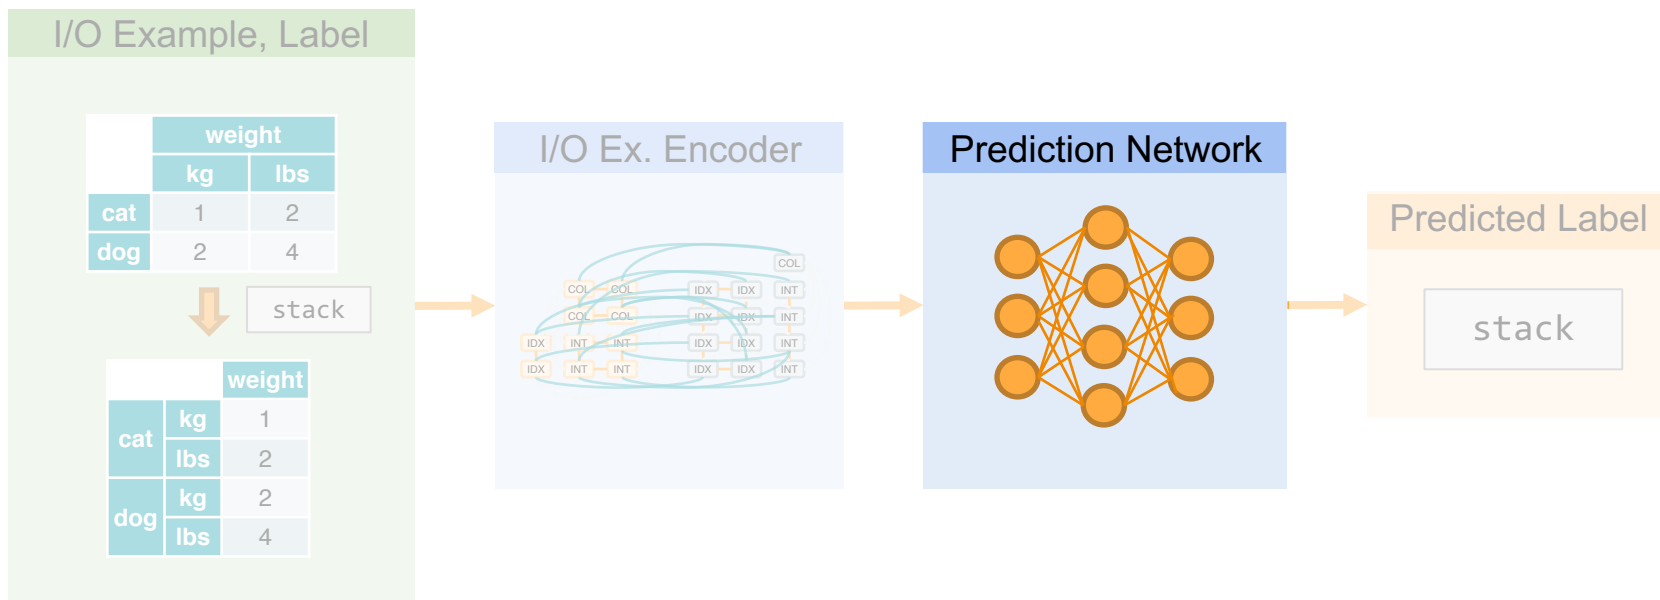 I/O Example, Label
weight
kg lbs
cat 1 2
dog 2 4
stack
weight
cat kg 1
lbs 2
dog kg 2
lbs 4
I/O Ex. Encoder
COL
COL COL IDX IDX INT
COL COL IDX IDX INT
IDX INT INT IDX IDX INT
IDX INT INT IDX IDX INT
Prediction Network
Predicted Label
stack